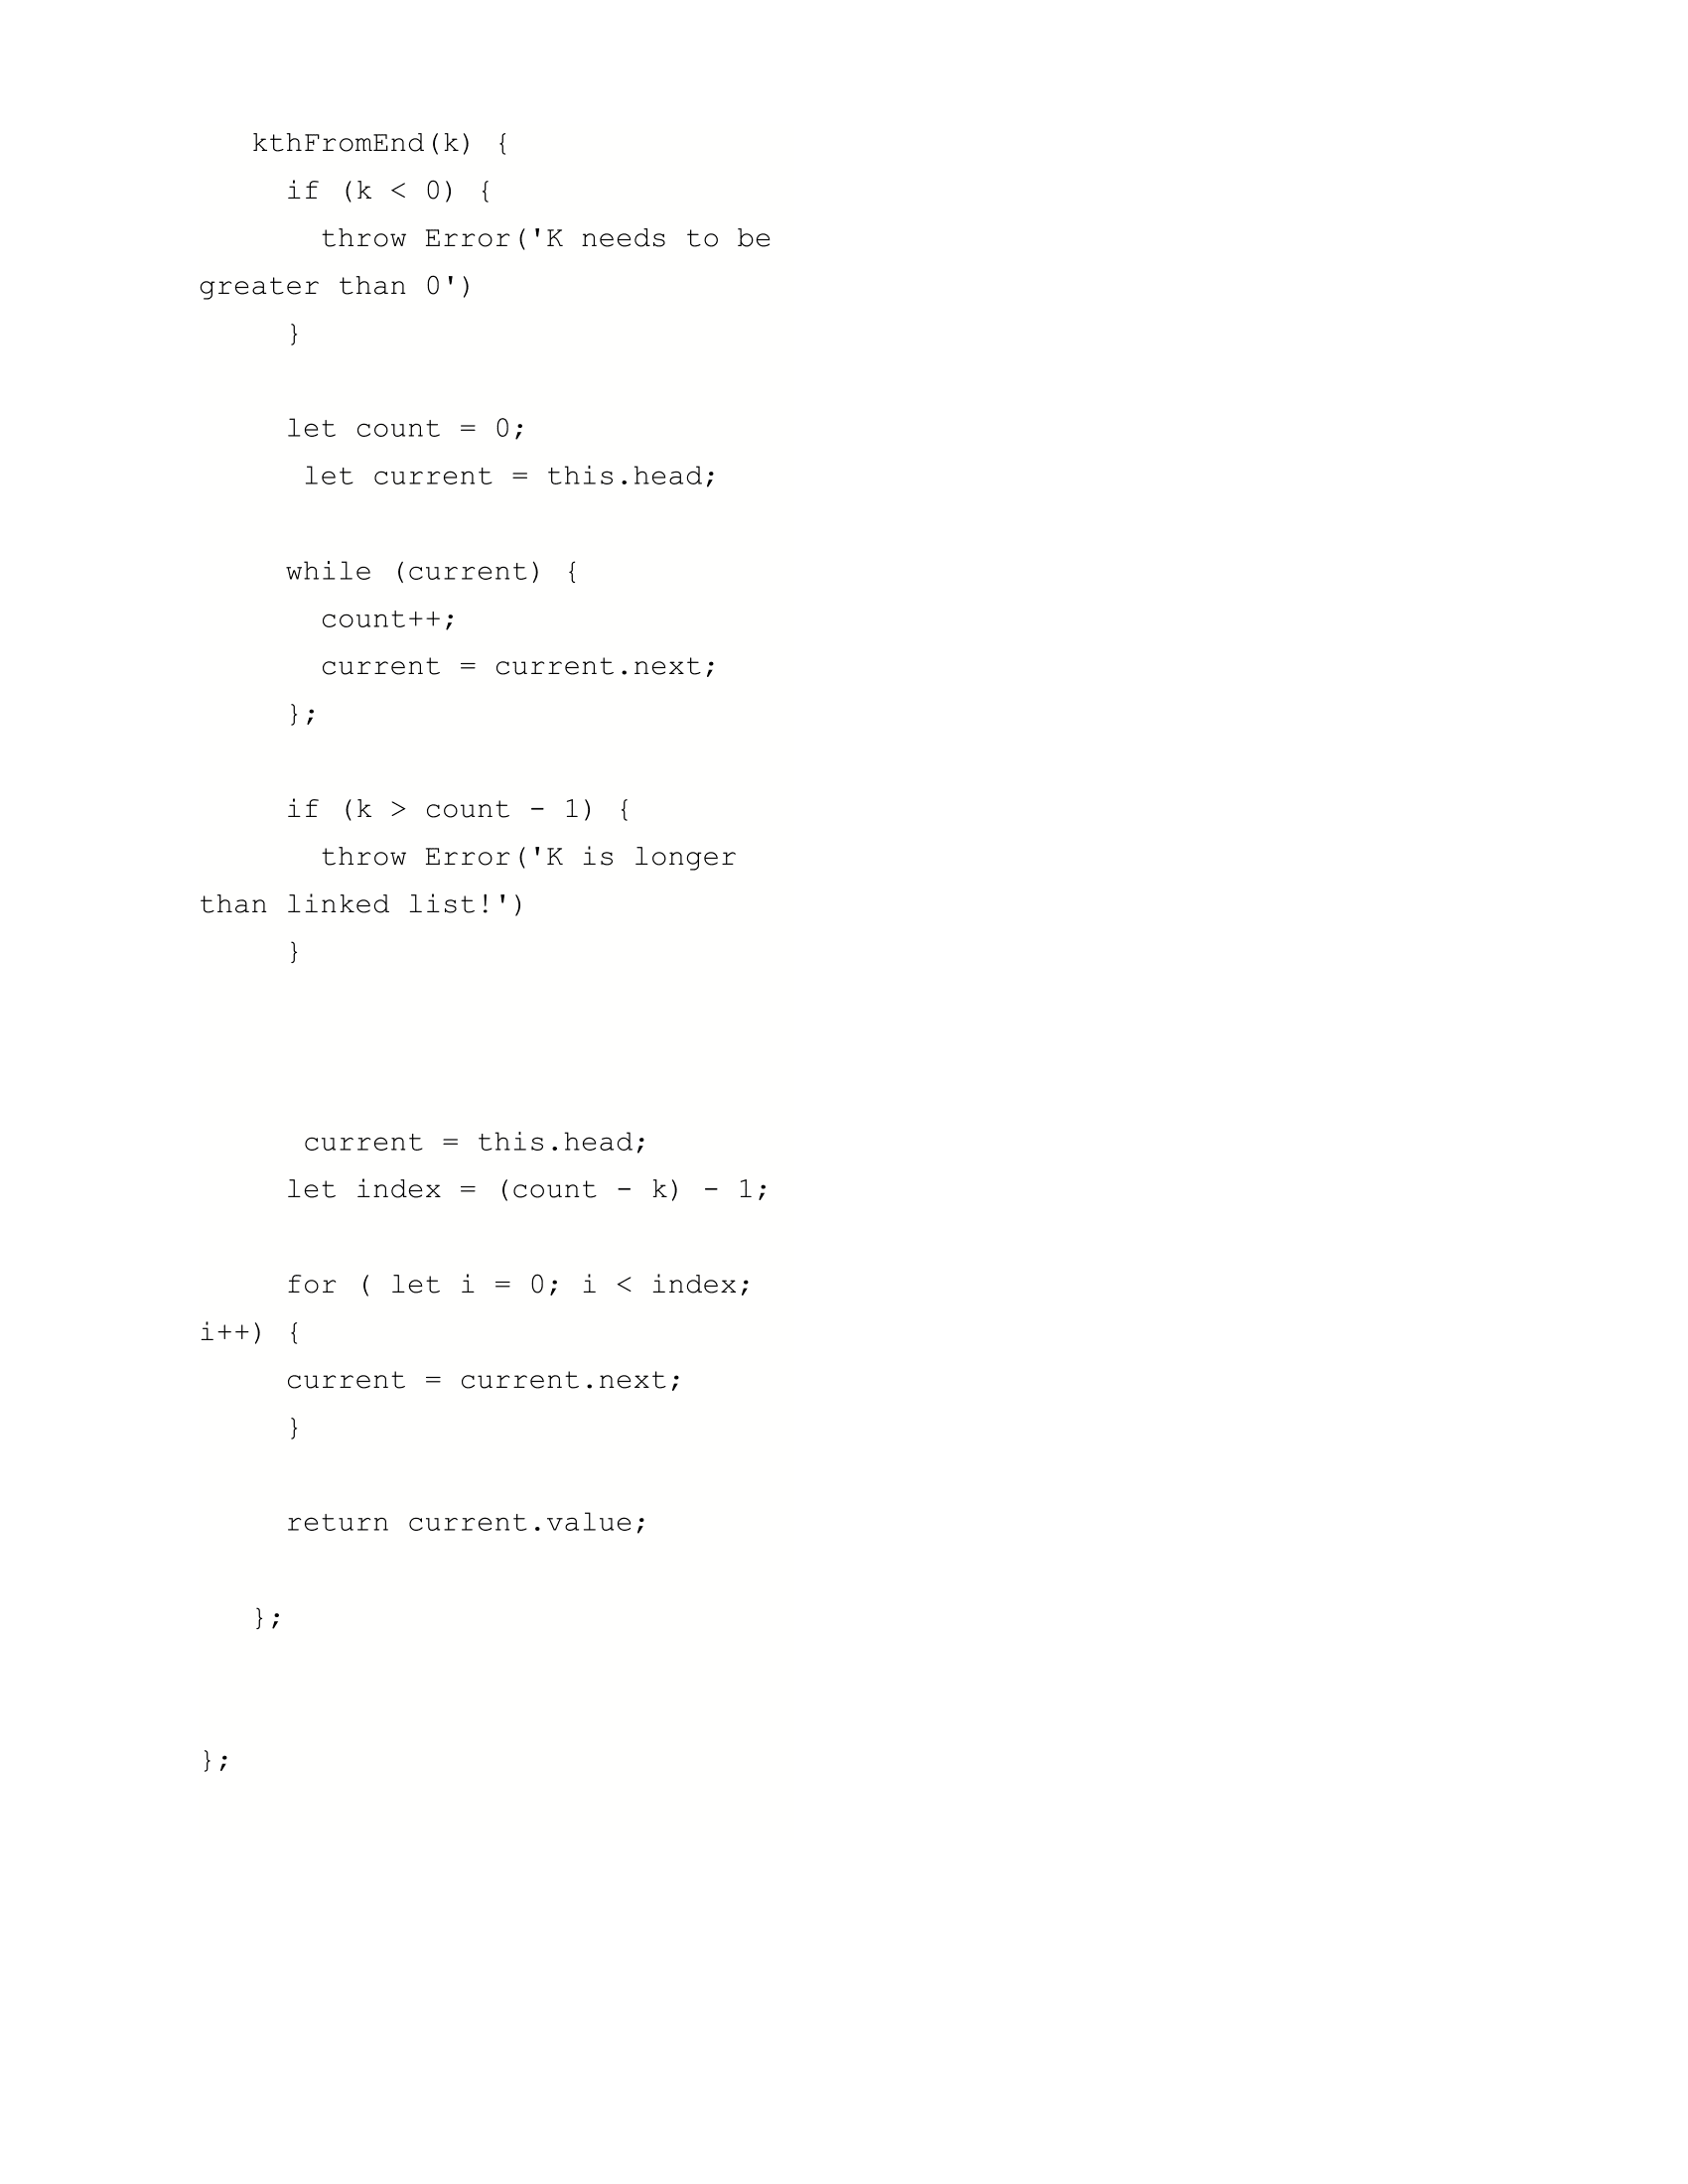 kthFromEnd(k) {
if (k < 0) {
throw Error('K needs to be
greater than 0')
}
let count = 0;
let current = this.head;
while (current) {
count++;
current = current.next;
};
if (k > count - 1) {
throw Error('K is longer
than linked list!')
}
current = this.head;
let index = (count - k) - 1;
for ( let i = 0; i < index;
i++) {
current = current.next;
}
return current.value;
};
};